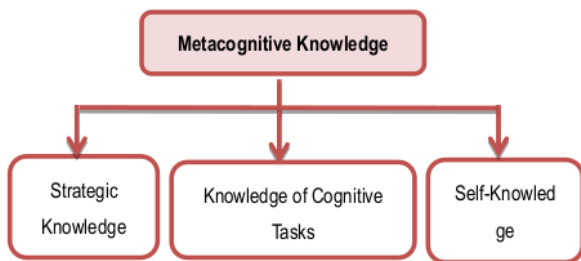 Metacognitive Knowledge
Strategic
Knowledge
Knowledge of Cognitive
Tasks
Self-Knowled
ge